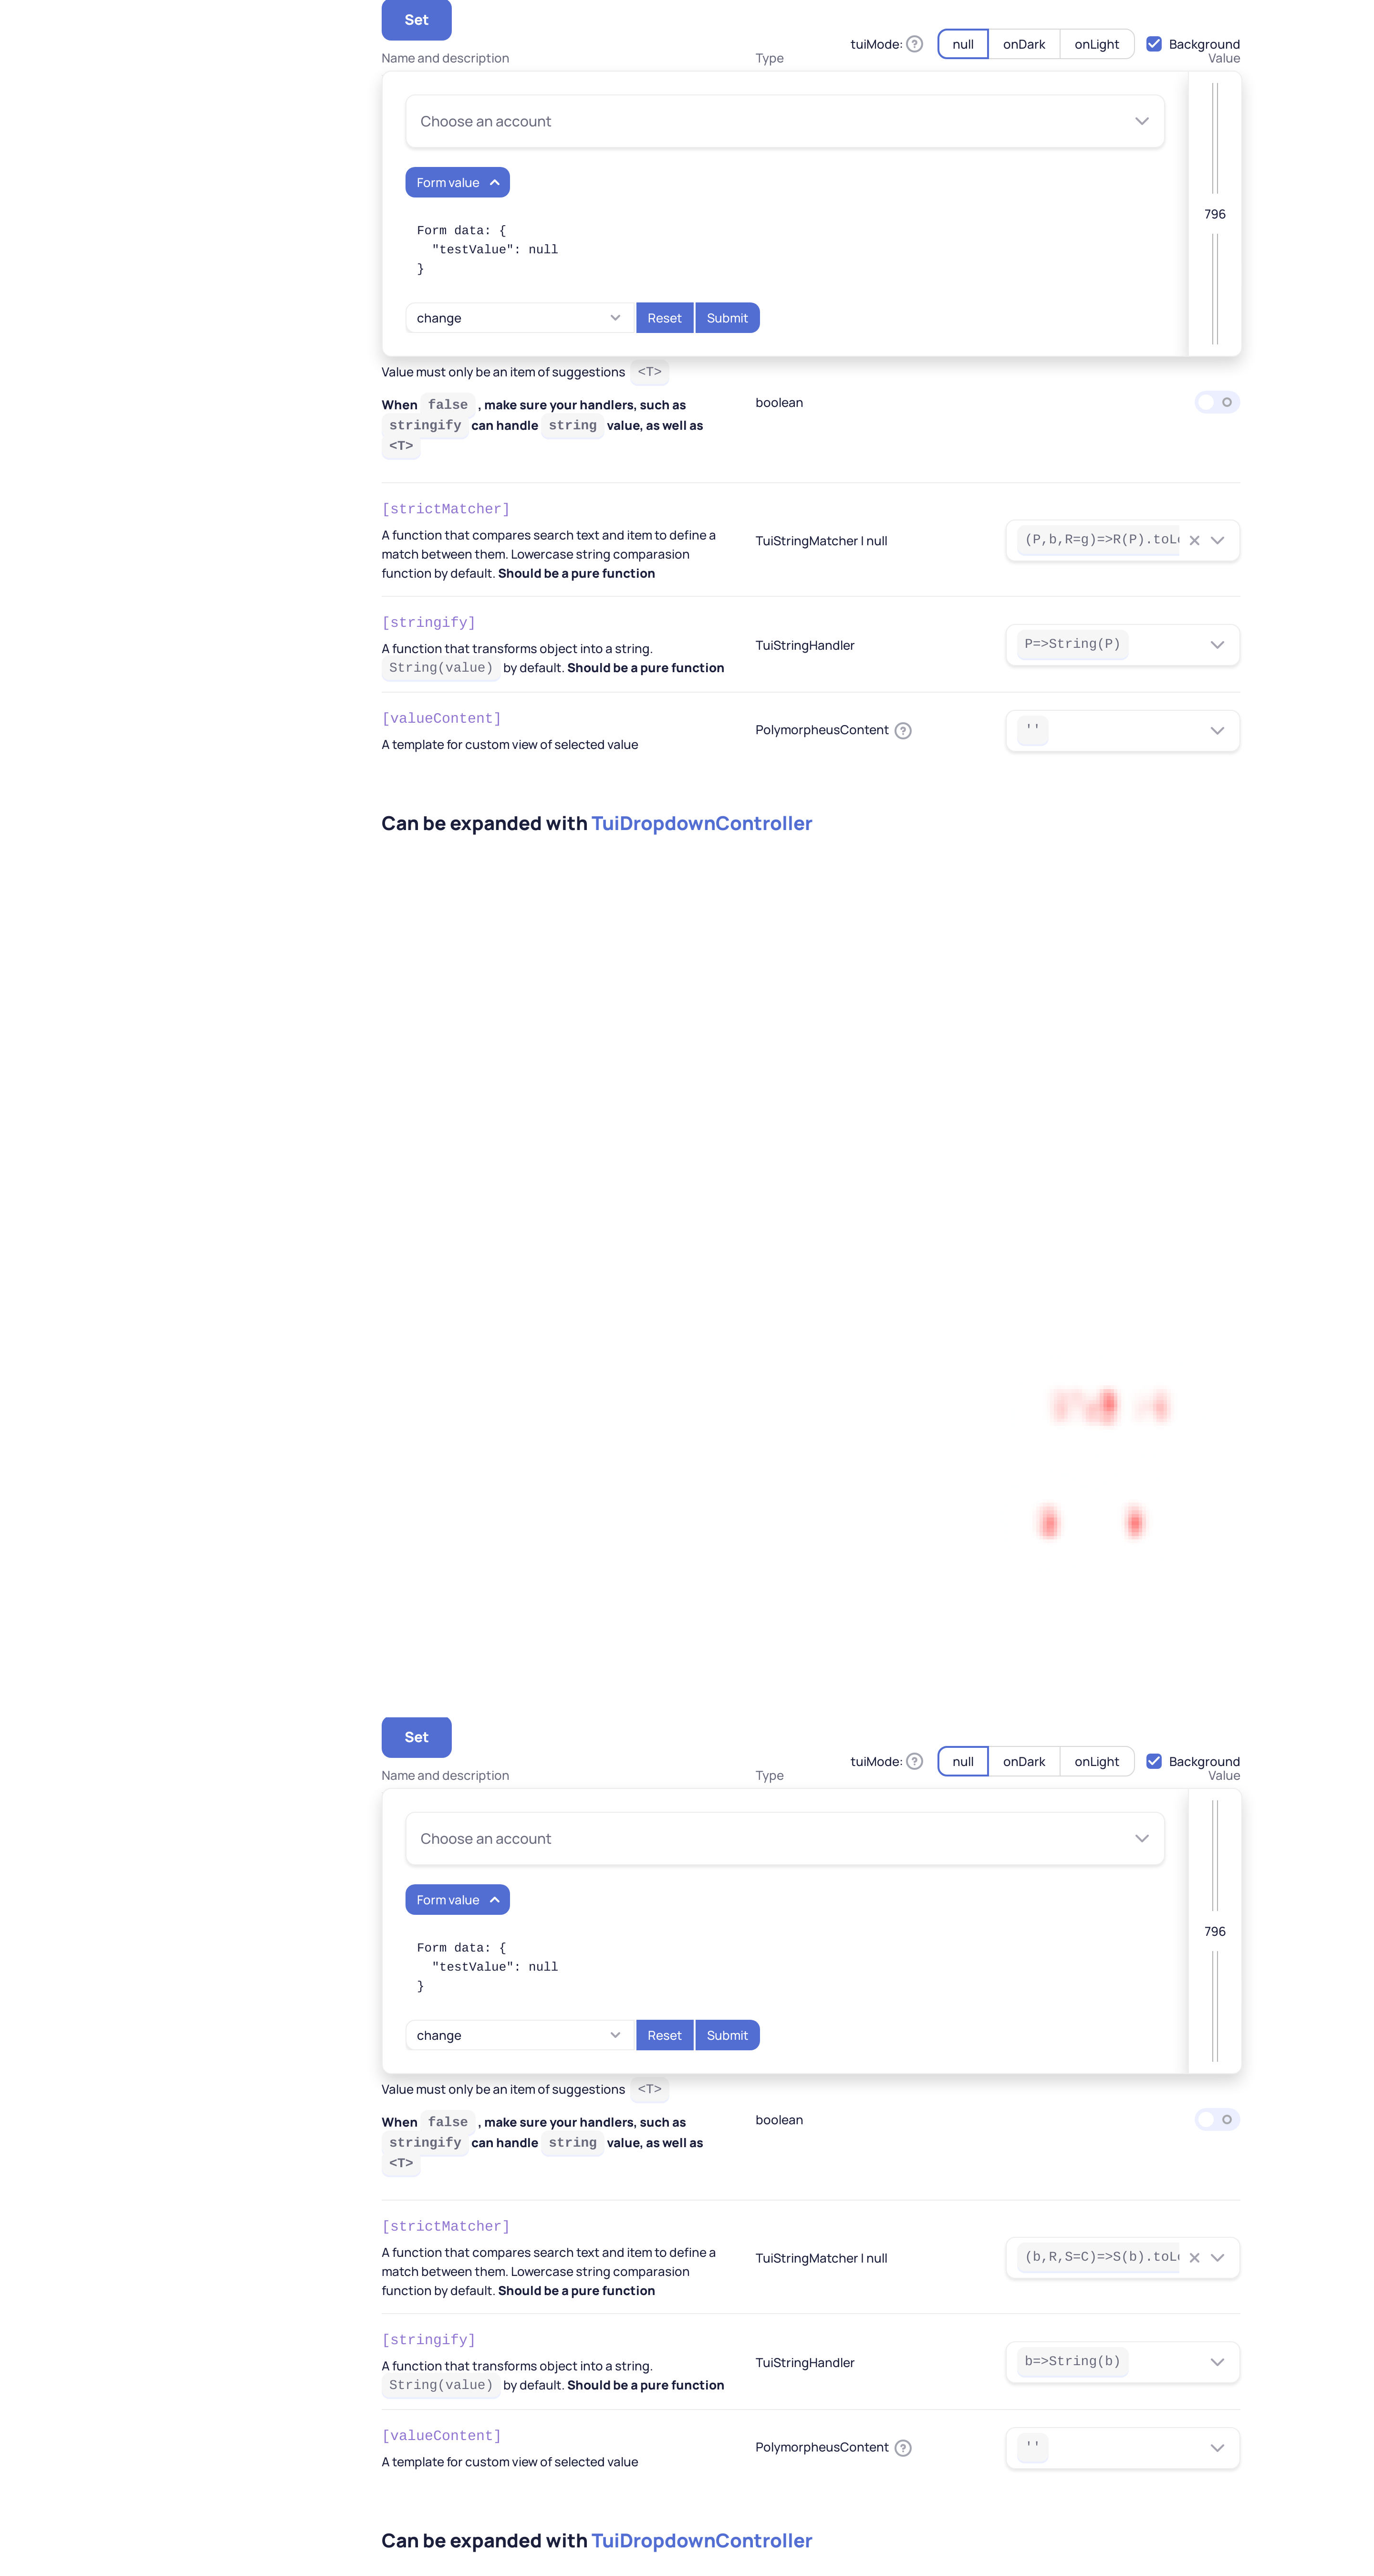 Set
tuiMode: ? null onDark onLight Background
Name and description Type Value
Choose an account
Form value
796
Form data: {
"testValue": null
}
change Reset Submit
Value must only be an item of suggestions <T>
When false , make sure your handlers, such as
boolean
stringify can handle string value, as well as
<T>
[strictMatcher]
A function that compares search text and item to define a
match between them. Lowercase string comparasion
function by default. Should be a pure function
TuiStringMatcher | null
(P,b,R=g)=>R(P).toL
[stringify]
A function that transforms object into a string.
String(value) by default. Should be a pure function
TuiStringHandler
P=>String(P)
[valueContent]
A template for custom view of selected value
PolymorpheusContent ?
''
Can be expanded with TuiDropdownController
Set
tuiMode: ? null onDark onLight Background
Name and description Type Value
Choose an account
Form value
796
Form data: {
"testValue": null
}
change Reset Submit
Value must only be an item of suggestions <T>
When false , make sure your handlers, such as
boolean
stringify can handle string value, as well as
<T>
[strictMatcher]
A function that compares search text and item to define a
match between them. Lowercase string comparasion
function by default. Should be a pure function
TuiStringMatcher | null
(b,R,S=C)=>S(b).toL
[stringify]
A function that transforms object into a string.
String(value) by default. Should be a pure function
TuiStringHandler
b=>String(b)
[valueContent]
A template for custom view of selected value
PolymorpheusContent ?
''
Can be expanded with TuiDropdownController